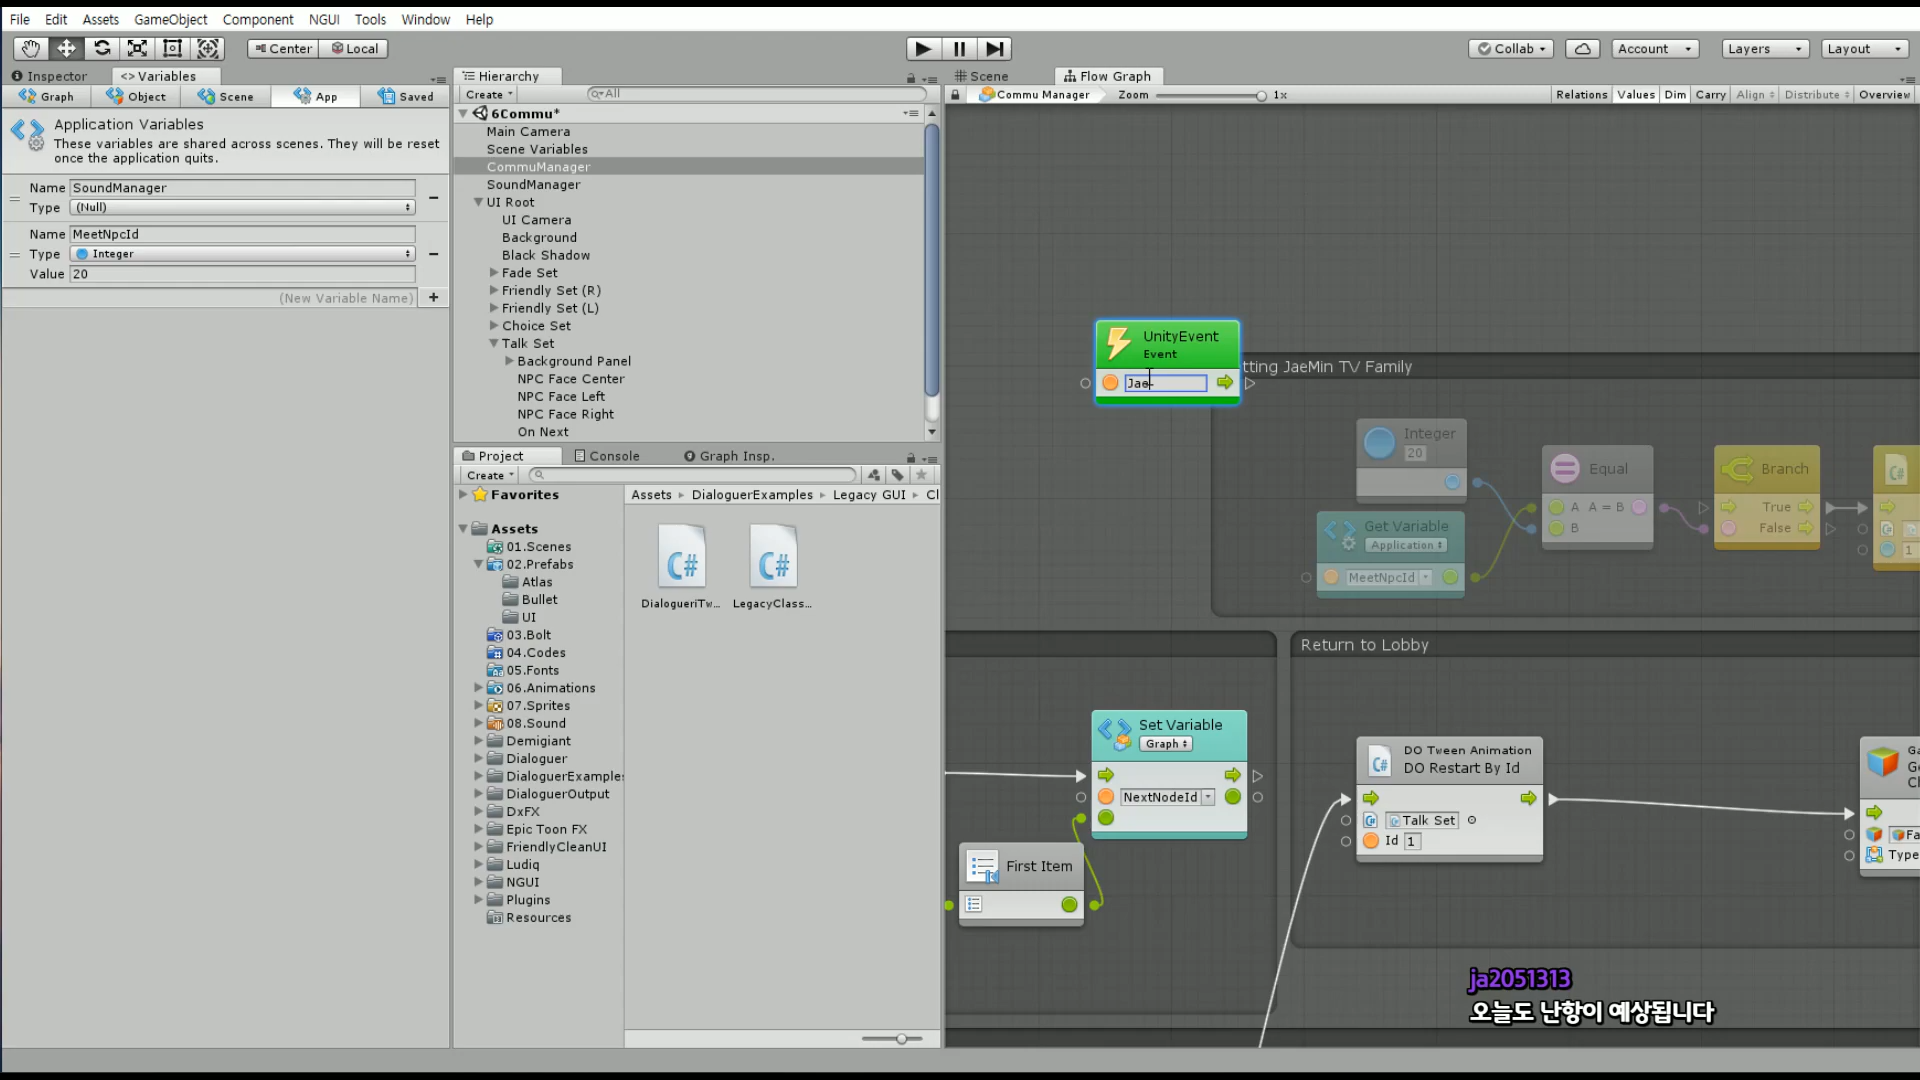 File Edit Assets GameObject Component NGUI Tools Window Help
Center Local
Collab Account Layers Layout
Inspector <> Variables
Graph Object Scene App Saved
Application Variables
These variables are shared across scenes. They will be reset
once the application quits.
Name SoundManager
Type (Null)
Name MeetNpcId
Type Integer
Value 20
(New Variable Name) +
Hierarchy
Create All
6Commu*
Main Camera
Scene Variables
CommuManager
SoundManager
UI Root
UI Camera
Background
Black Shadow
Fade Set
Friendly Set (R)
Friendly Set (L)
Choice Set
Talk Set
Background Panel
NPC Face Center
NPC Face Left
NPC Face Right
On Next
Project Console Graph Insp.
Create
Favorites
Assets
01.Scenes
02.Prefabs
Atlas
Bullet
UI
03.Bolt
04.Codes
05.Fonts
06.Animations
07.Sprites
08.Sound
Demigiant
Dialoguer
DialoguerExamples
DialoguerOutput
DxFX
Epic Toon FX
FriendlyCleanUI
Ludiq
NGUI
Plugins
Resources
Assets DialoguerExamples Legacy GUI Cl
C# C#
DialogueriTw... LegacyClass...
Scene Flow Graph
Commu Manager Zoom 1x
Relations Values Dim Carry Align Distribute Overview
UnityEvent
Event
Jae
tting JaeMin TV Family
Integer
20
Get Variable
Application
MeetNpcId
Equal
A A = B
B
Branch
True
False
C#
1
Return to Lobby
Set Variable
Graph
NextNodeId
First Item
C#
DO Tween Animation
DO Restart By Id
Talk Set
Id 1
Ga
Ge
Cl
Fa
Type
ja2051313
오늘도 난항이 예상됩니다